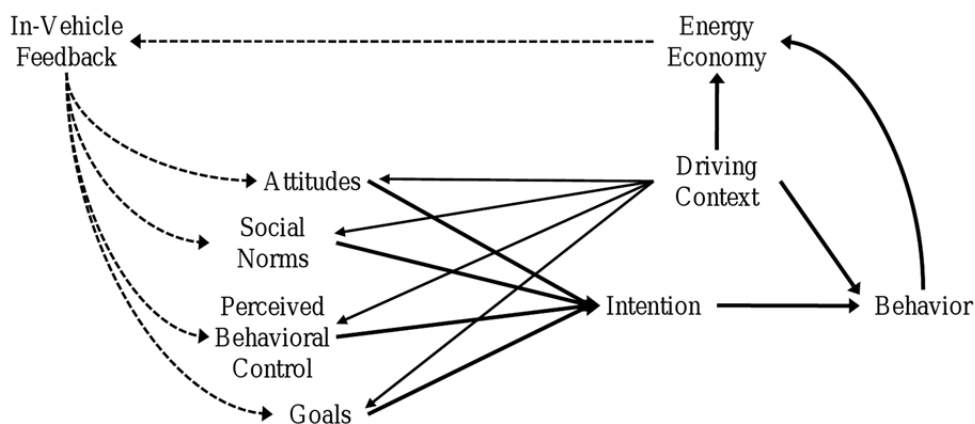 In-Vehicle
Feedback
Energy
Economy
Driving
Context
Attitudes
Social
Norms
Perceived
Behavioral
Control
Goals
Intention
Behavior